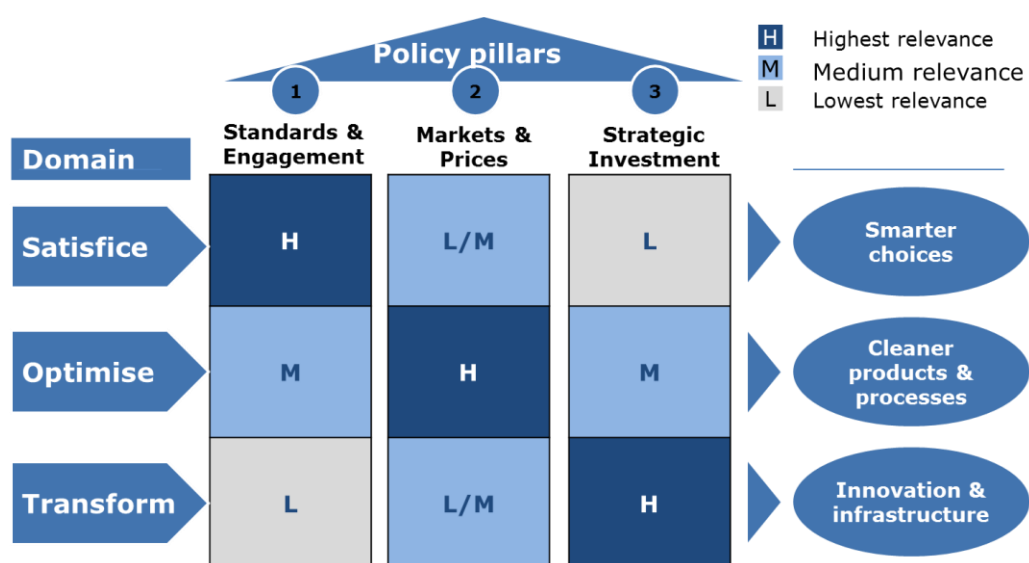 Policy pillars
H Highest relevance
M Medium relevance
L Lowest relevance
1 2 3
Domain
Standards &
Engagement
Markets &
Prices
Strategic
Investment
Satisfice
H
L/M
L
Smarter
choices
Optimise
M
H
M
Cleaner
products &
processes
Transform
L
L/M
H
Innovation &
infrastructure